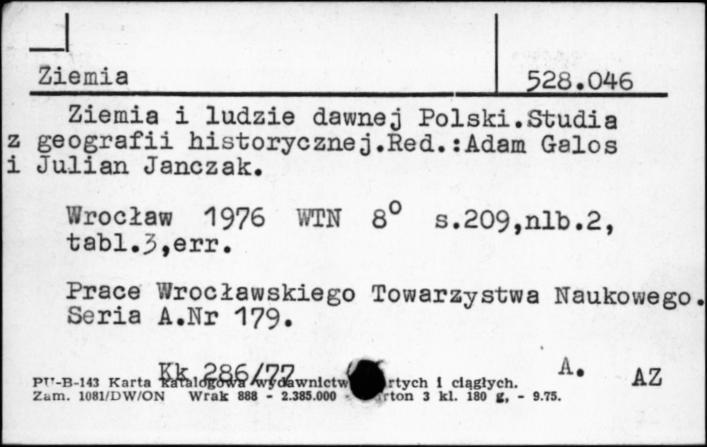 Ziemia 528.046
Ziemia i ludzie dawnej Polski.Studia
z geografii historycznej.Red.:Adam Galos
i Julian Janczak.
Wrocław 1976 WTN 8° s.209,nlb.2,
tabl.3,err.
Prace Wrocławskiego Towarzystwa Naukowego.
Seria A.Nr 179.
Kk 286/77 A. AZ
PU-B-143 Karta katalogowa wydawnictw rtych i ciągłych.
Zam. 1081/DW/ON Wrak 888 - 2.385.000 rton 3 kl. 180 g, - 9.75.